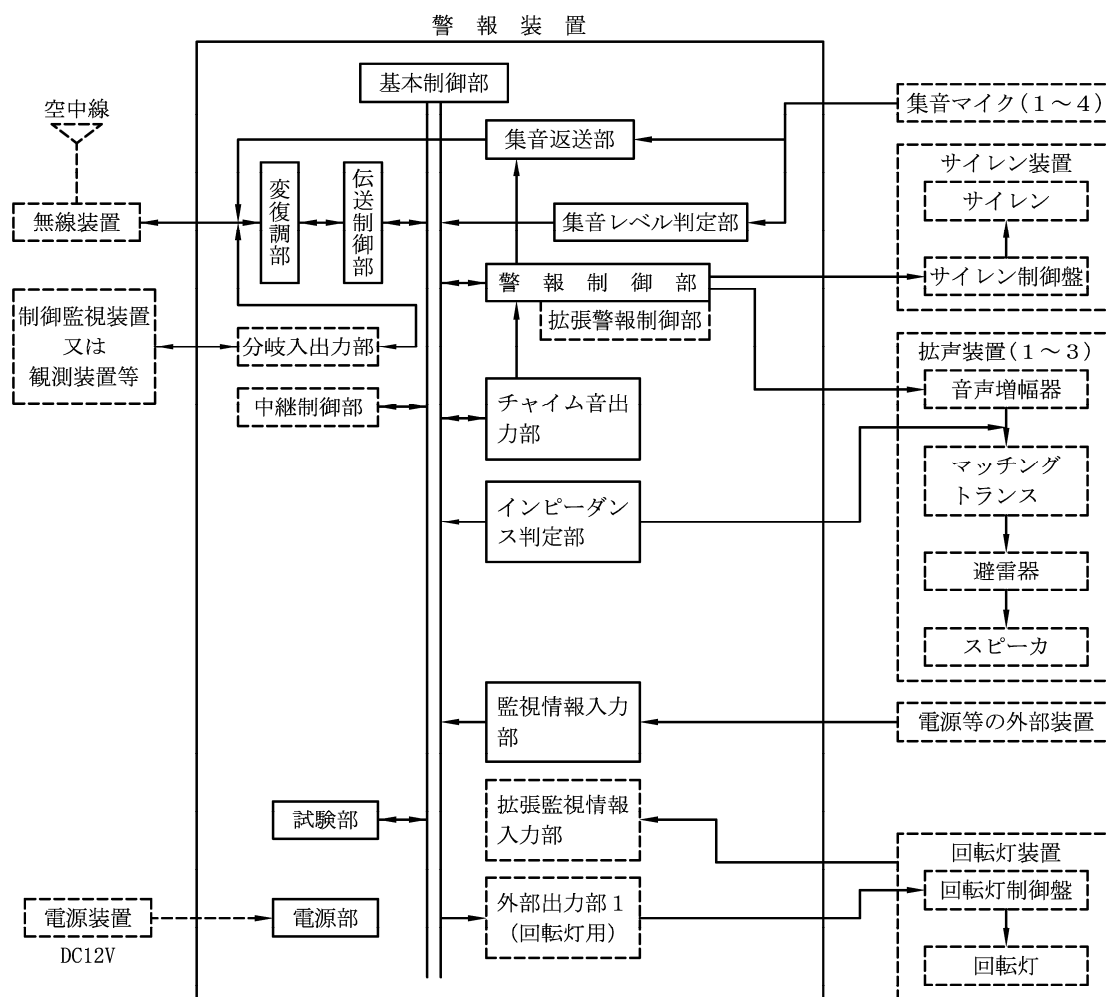 警報装置
基本制御部
空中線
集音マイク(1～4)
集音返送部
サイレン装置
変復調部
伝送制御部
サイレン
無線装置
集音レベル判定部
警報制御部
サイレン制御盤
制御監視装置
又は
観測装置等
拡張警報制御部
分岐入出力部
拡声装置(1～3)
音声増幅器
中継制御部
チャイム音出
力部
マッチング
トランス
インピーダン
ス判定部
避雷器
スピーカ
監視情報入力
部
電源等の外部装置
拡張監視情報
入力部
試験部
回転灯装置
回転灯制御盤
電源装置
DC12V
電源部
外部出力部1
(回転灯用)
回転灯